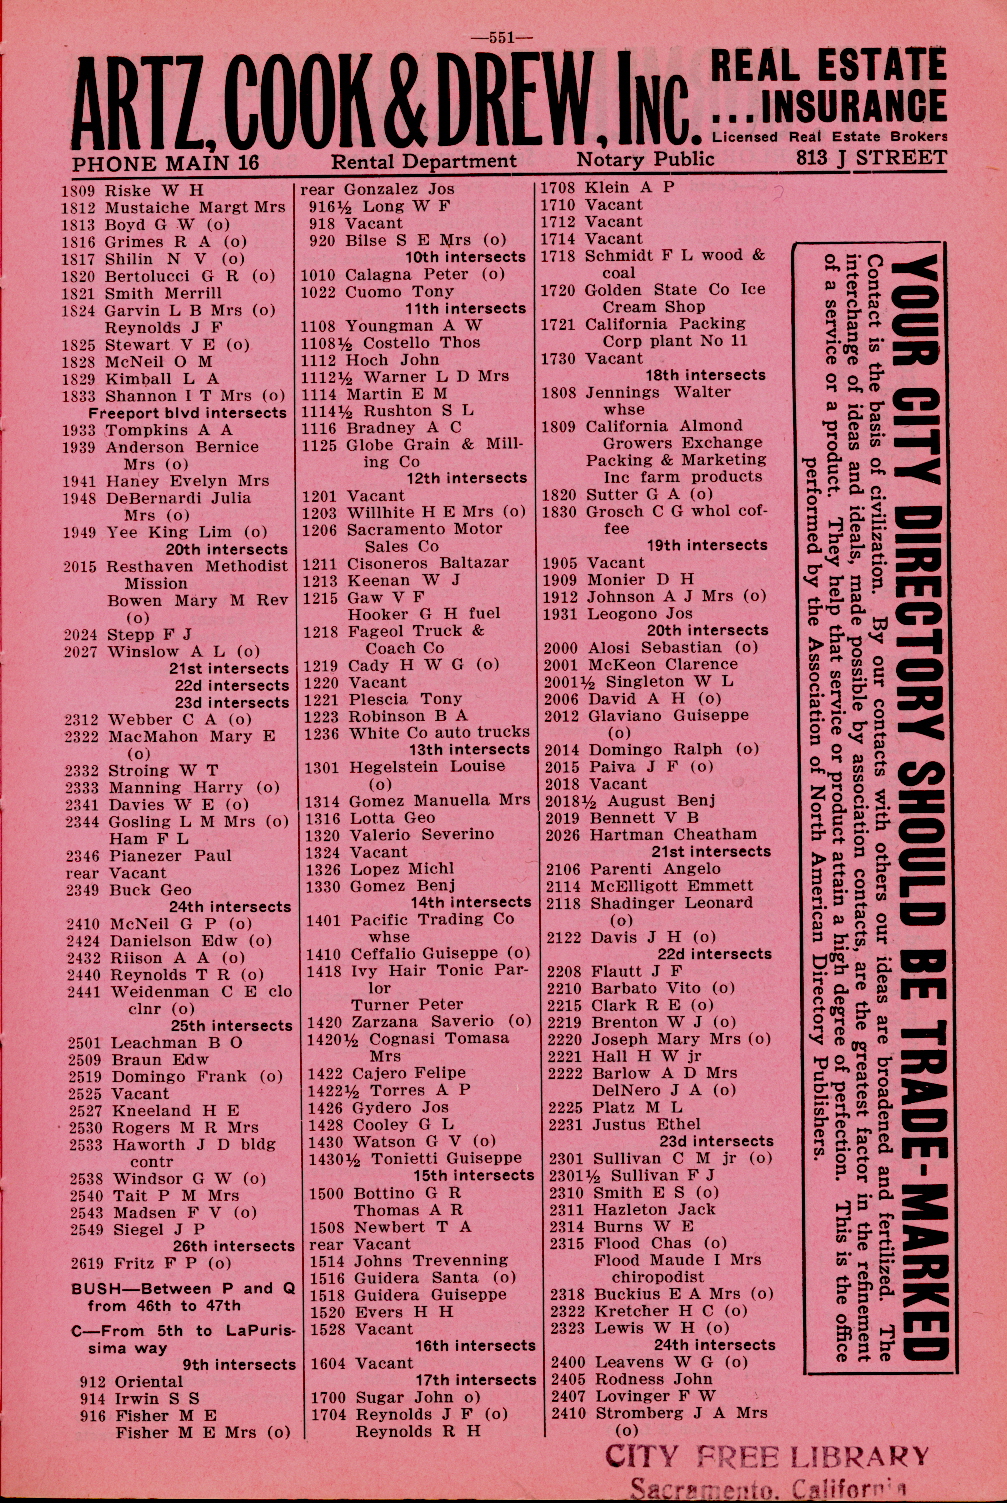 —551—
ARTZ, COOK & DREW, INC.
REAL ESTATE
...INSURANCE
Licensed Real Estate Brokers
PHONE MAIN 16 Rental Department Notary Public 813 J STREET
1809 Riske W H
1812 Mustaiche Margt Mrs
1813 Boyd G W (o)
1816 Grimes R A (o)
1817 Shilin N V (o)
1820 Bertolucci G R (o)
1821 Smith Merrill
1824 Garvin L B Mrs (o)
Reynolds J F
1825 Stewart V E (o)
1828 McNeil O M
1829 Kimball L A
1833 Shannon I T Mrs (o)
Freeport blvd intersects
1933 Tompkins A A
1939 Anderson Bernice
Mrs (o)
1941 Haney Evelyn Mrs
1948 DeBernardi Julia
Mrs (o)
1949 Yee King Lim (o)
20th intersects
2015 Resthaven Methodist
Mission
Bowen Mary M Rev
(o)
2024 Stepp F J
2027 Winslow A L (o)
21st intersects
22d intersects
23d intersects
2312 Webber C A (o)
2322 MacMahon Mary E
(o)
2332 Stroing W T
2333 Manning Harry (o)
2341 Davies W E (o)
2344 Gosling L M Mrs (o)
Ham F L
2346 Pianezer Paul
rear Vacant
2349 Buck Geo
24th intersects
2410 McNeil G P (o)
2424 Danielson Edw (o)
2432 Riison A A (o)
2440 Reynolds T R (o)
2441 Weidenman C E clo
clnr (o)
25th intersects
2501 Leachman B O
2509 Braun Edw
2519 Domingo Frank (o)
2525 Vacant
2527 Kneeland H E
2530 Rogers M R Mrs
2533 Haworth J D bldg
contr
2538 Windsor G W (o)
2540 Tait P M Mrs
2543 Madsen F V (o)
2549 Siegel J P
26th intersects
2619 Fritz F P (o)
BUSH—Between P and Q
from 46th to 47th
C—From 5th to LaPuris-
sima way
9th intersects
912 Oriental
914 Irwin S S
916 Fisher M E
Fisher M E Mrs (o)
rear Gonzalez Jos
916½ Long W F
918 Vacant
920 Bilse S E Mrs (o)
10th intersects
1010 Calagna Peter (o)
1022 Cuomo Tony
11th intersects
1108 Youngman A W
1108½ Costello Thos
1112 Hoch John
1112½ Warner L D Mrs
1114 Martin E M
1114½ Rushton S L
1116 Bradney A C
1125 Globe Grain & Mill-
ing Co
12th intersects
1201 Vacant
1203 Willhite H E Mrs (o)
1206 Sacramento Motor
Sales Co
1211 Cisoneros Baltazar
1213 Keenan W J
1215 Gaw V F
Hooker G H fuel
1218 Fageol Truck &
Coach Co
1219 Cady H W G (o)
1220 Vacant
1221 Plescia Tony
1223 Robinson B A
1236 White Co auto trucks
13th intersects
1301 Hegelstein Louise
(o)
1314 Gomez Manuella Mrs
1316 Lotta Geo
1320 Valerio Severino
1324 Vacant
1326 Lopez Michl
1330 Gomez Benj
14th intersects
1401 Pacific Trading Co
whse
1410 Ceffalio Guiseppe (o)
1418 Ivy Hair Tonic Par-
lor
Turner Peter
1420 Zarzana Saverio (o)
1420½ Cognasi Tomasa
Mrs
1422 Cajero Felipe
1422½ Torres A P
1426 Gydero Jos
1428 Cooley G L
1430 Watson G V (o)
1430½ Tonietti Guiseppe
15th intersects
1500 Bottino G R
Thomas A R
1508 Newbert T A
rear Vacant
1514 Johns Trevenning
1516 Guidera Santa (o)
1518 Guidera Guiseppe
1520 Evers H H
1528 Vacant
16th intersects
1604 Vacant
17th intersects
1700 Sugar John o)
1704 Reynolds J F (o)
Reynolds R H
1708 Klein A P
1710 Vacant
1712 Vacant
1714 Vacant
1718 Schmidt F L wood &
coal
1720 Golden State Co Ice
Cream Shop
1721 California Packing
Corp plant No 11
1730 Vacant
18th intersects
1808 Jennings Walter
whse
1809 California Almond
Growers Exchange
Packing & Marketing
Inc farm products
1820 Sutter G A (o)
1830 Grosch C G whol cof-
fee
19th intersects
1905 Vacant
1909 Monier D H
1912 Johnson A J Mrs (o)
1931 Leogono Jos
20th intersects
2000 Alosi Sebastian (o)
2001 McKeon Clarence
2001½ Singleton W L
2006 David A H (o)
2012 Glaviano Guiseppe
(o)
2014 Domingo Ralph (o)
2015 Paiva J F (o)
2018 Vacant
2018½ August Benj
2019 Bennett V B
2026 Hartman Cheatham
21st intersects
2106 Parenti Angelo
2114 McElligott Emmett
2118 Shadinger Leonard
(o)
2122 Davis J H (o)
22d intersects
2208 Flautt J F
2210 Barbato Vito (o)
2215 Clark R E (o)
2219 Brenton W J (o)
2220 Joseph Mary Mrs (o)
2221 Hall H W jr
2222 Barlow A D Mrs
DelNero J A (o)
2225 Platz M L
2231 Justus Ethel
23d intersects
2301 Sullivan C M jr (o)
2301½ Sullivan F J
2310 Smith E S (o)
2311 Hazleton Jack
2314 Burns W E
2315 Flood Chas (o)
Flood Maude I Mrs
chiropodist
2318 Buckius E A Mrs (o)
2322 Kretcher H C (o)
2323 Lewis W H (o)
24th intersects
2400 Leavens W G (o)
2405 Rodness John
2407 Lovinger F W
2410 Stromberg J A Mrs
(o)
YOUR CITY DIRECTORY SHOULD BE TRADE-MARKED
Contact is the basis of civilization. By our contacts with others our ideas are broadened and fertilized. The
interchange of ideas and ideals, made possible by association contacts, are the greatest factor in the refinement
of a service or a product. They help that service or product attain a high degree of perfection. This is the office
performed by the Association of North American Directory Publishers.
CITY FREE LIBRARY
Sacramento, California